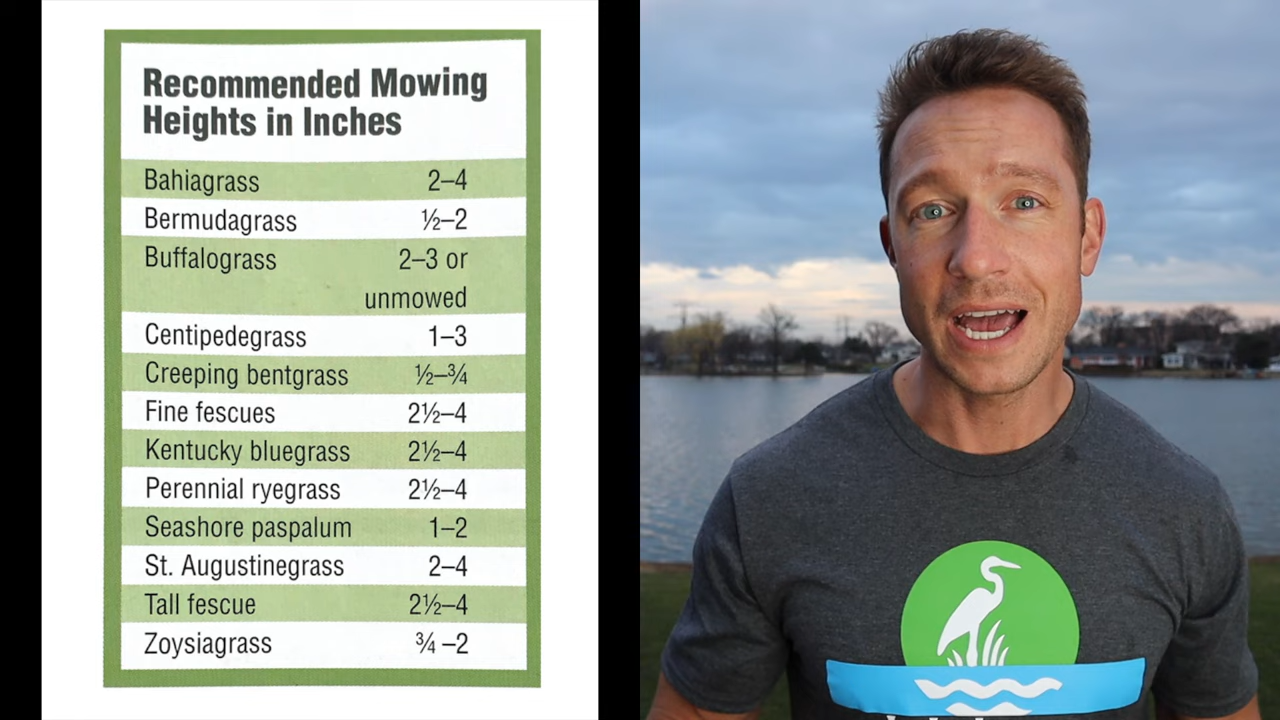 Recommended Mowing
Heights in Inches
Bahiagrass 2–4
Bermudagrass ½–2
Buffalograss 2–3 or
unmowed
Centipedegrass 1–3
Creeping bentgrass ½–¾
Fine fescues 2½–4
Kentucky bluegrass 2½–4
Perennial ryegrass 2½–4
Seashore paspalum 1–2
St. Augustinegrass 2–4
Tall fescue 2½–4
Zoysiagrass ¾ –2